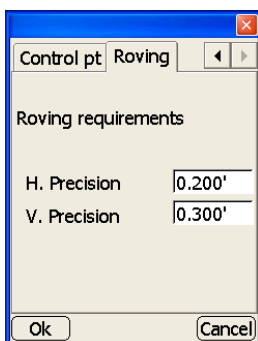 Control pt Roving
Roving requirements
H. Precision 0.200'
V. Precision 0.300'
Ok Cancel